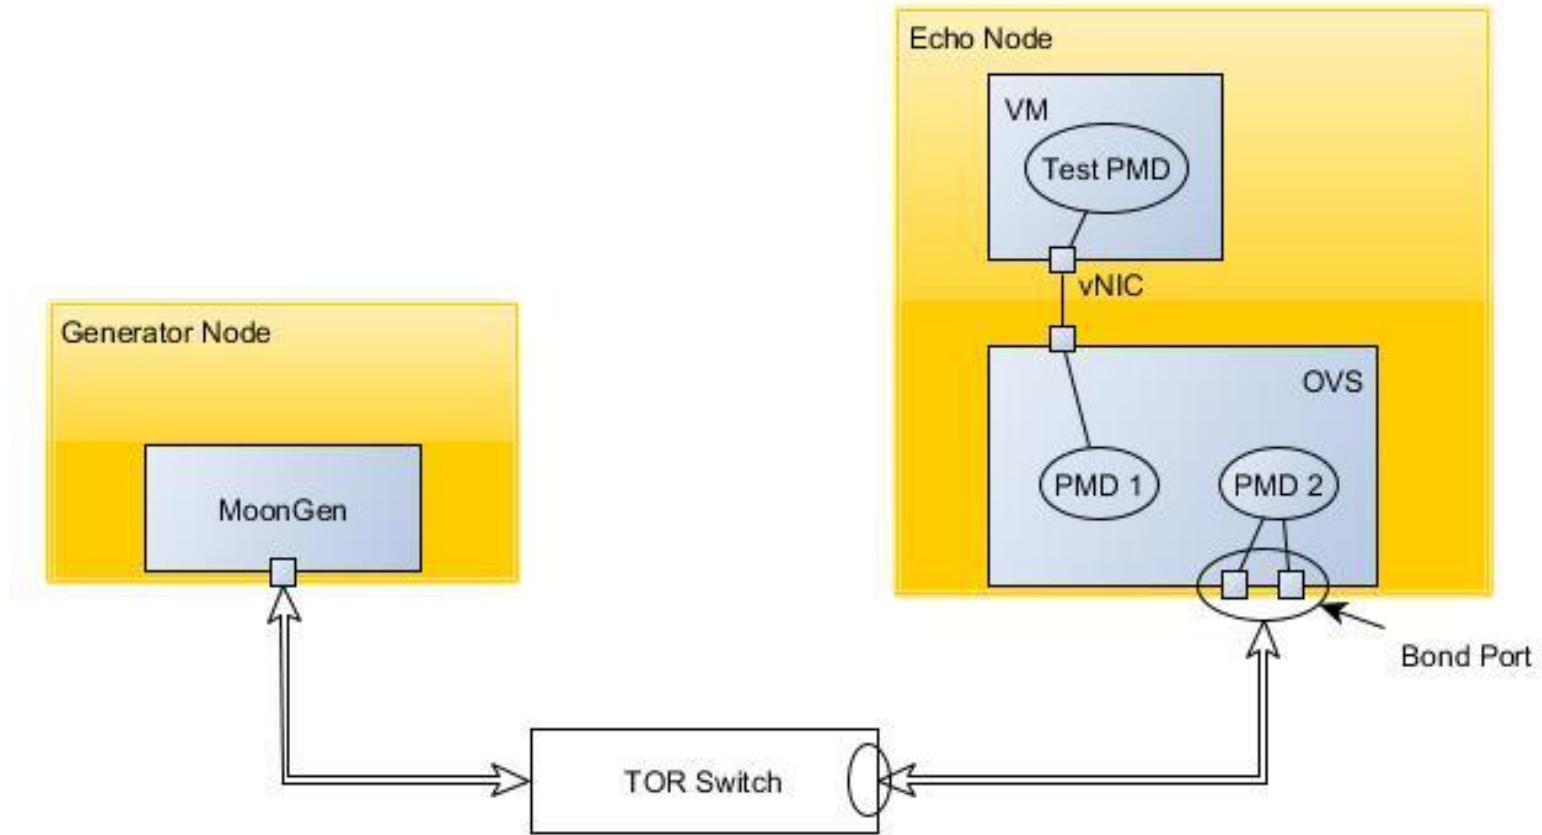 Echo Node
VM
Test PMD
vNIC
Generator Node
OVS
MoonGen
PMD 1
PMD 2
Bond Port
TOR Switch